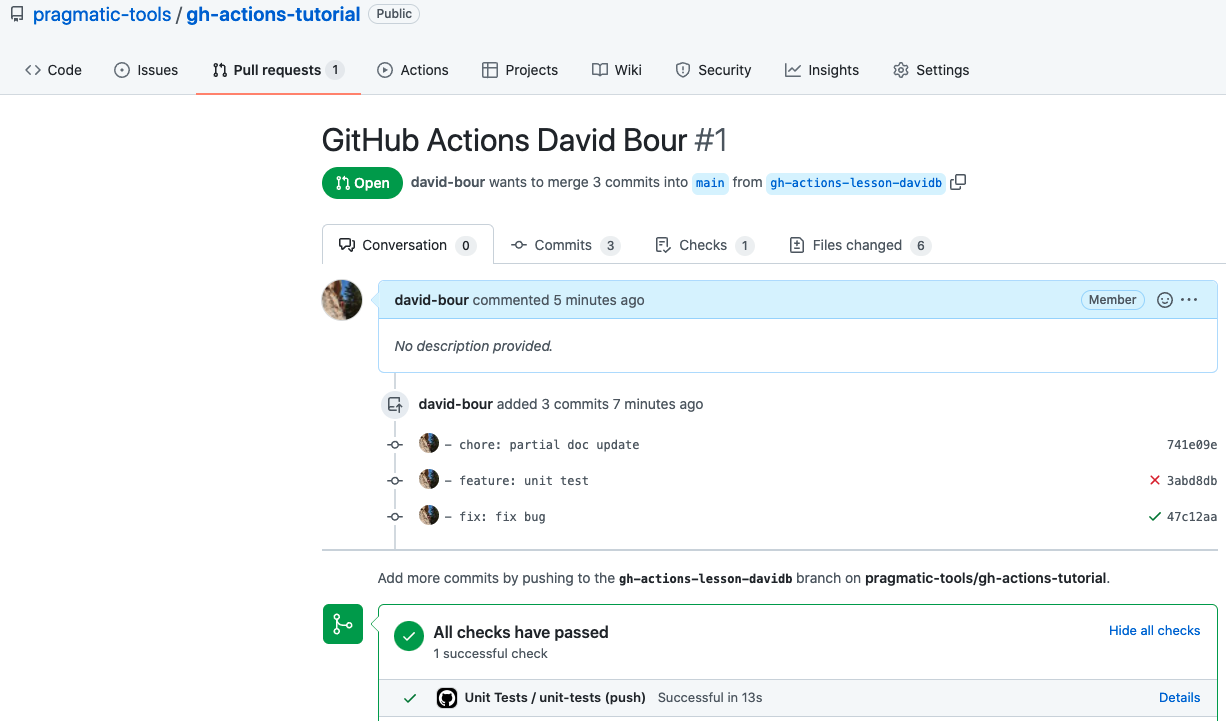 pragmatic-tools / gh-actions-tutorial Public
Code Issues Pull requests 1 Actions Projects Wiki Security Insights Settings
GitHub Actions David Bour #1
Open david-bour wants to merge 3 commits into main from gh-actions-lesson-davidb
Conversation 0 Commits 3 Checks 1 Files changed 6
david-bour commented 5 minutes ago Member ···
No description provided.
david-bour added 3 commits 7 minutes ago
– chore: partial doc update 741e09e
– feature: unit test 3abd8db
– fix: fix bug 47c12aa
Add more commits by pushing to the gh-actions-lesson-davidb branch on pragmatic-tools/gh-actions-tutorial.
All checks have passed Hide all checks
1 successful check
Unit Tests / unit-tests (push) Successful in 13s Details